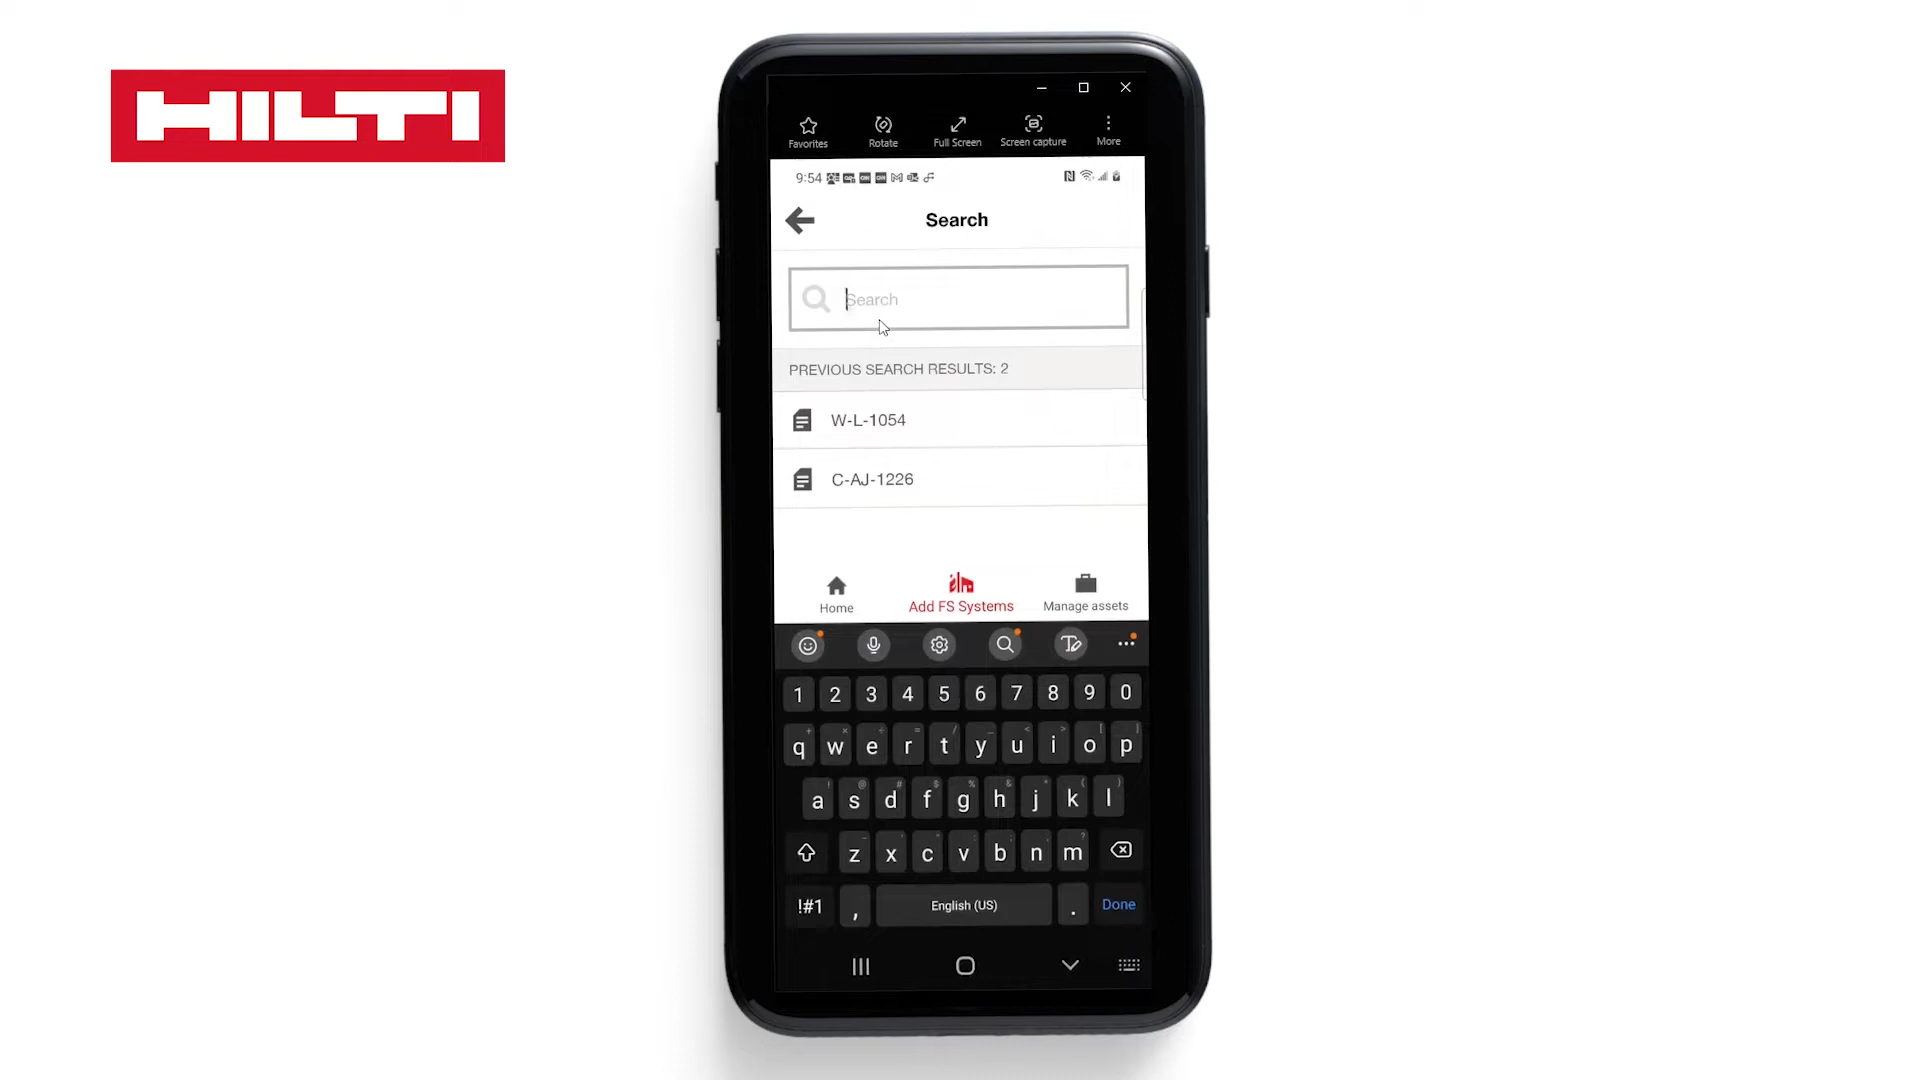 HILTI
Favorites Rotate Full Screen Screen capture More
9:54
Search
Search
PREVIOUS SEARCH RESULTS: 2
W-L-1054
C-AJ-1226
Home Add FS Systems Manage assets
1 2 3 4 5 6 7 8 9 0
q w e r t y u i o p
a s d f g h j k l
z x c v b n m
!#1 , English (US) . Done